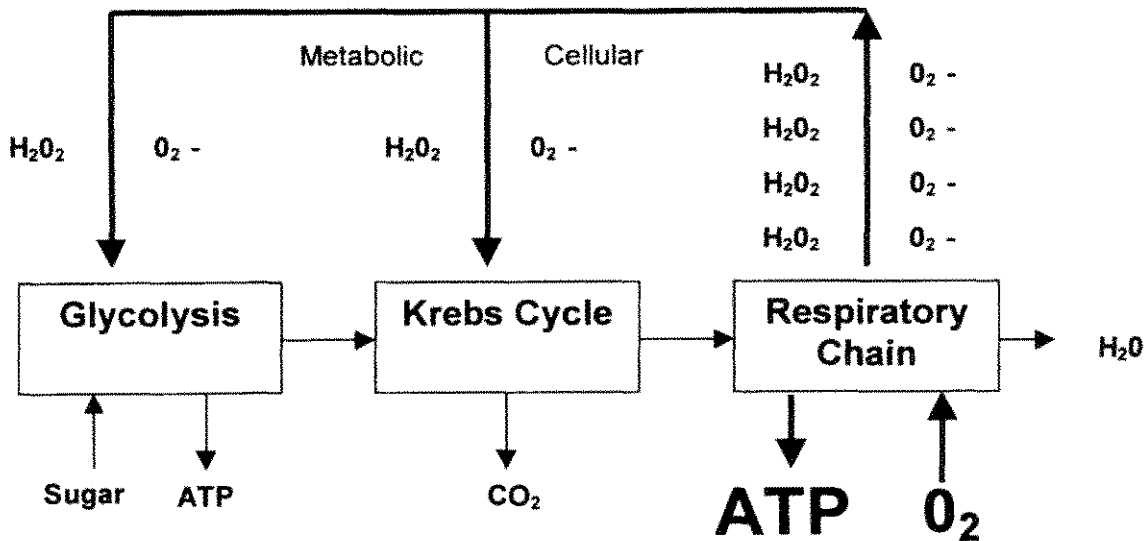 Metabolic Cellular
H₂0₂ 0₂ -
H₂0₂ 0₂ -
H₂0₂ 0₂ -
H₂0₂ 0₂ -
H₂0₂ 0₂ -
H₂0₂ 0₂ -
Glycolysis
Krebs Cycle
Respiratory
Chain
H₂0
Sugar
ATP
CO₂
ATP
0₂